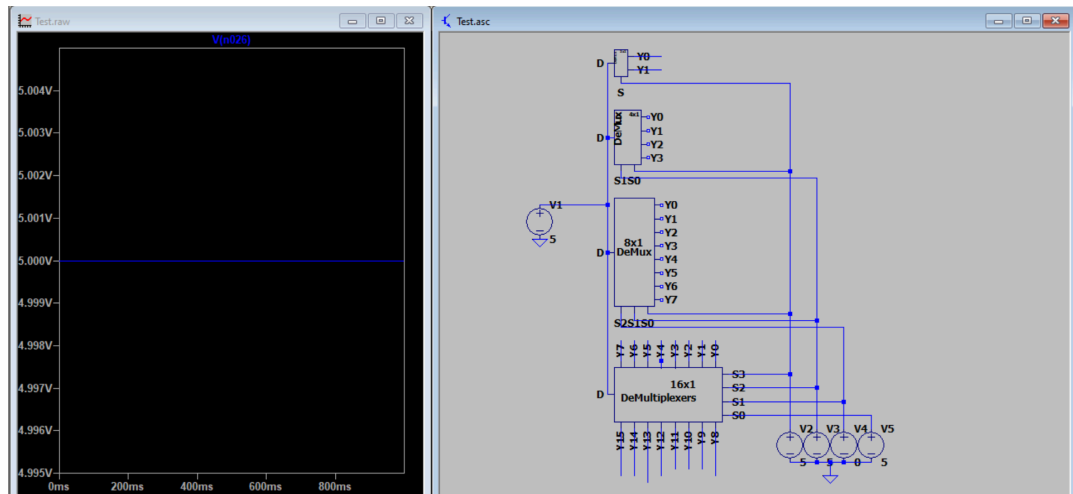 Test.raw
V(n026)
5.004V
5.003V
5.002V
5.001V
5.000V
4.999V
4.998V
4.997V
4.996V
4.995V
0ms 200ms 400ms 600ms 800ms
Test.asc
D Y0
Y1
S
D DeMux 4x1 Y0
Y1
Y2
Y3
S1S0
V1
5
D 8x1
DeMux
Y0
Y1
Y2
Y3
Y4
Y5
Y6
Y7
S2S1S0
Y7 Y6 Y5 Y4 Y3 Y2 Y1 Y0
D 16x1
DeMultiplexers
S3
S2
S1
S0
Y15 Y14 Y13 Y12 Y11 Y10 Y9 Y8
V2 V3 V4 V5
5 5 0 5